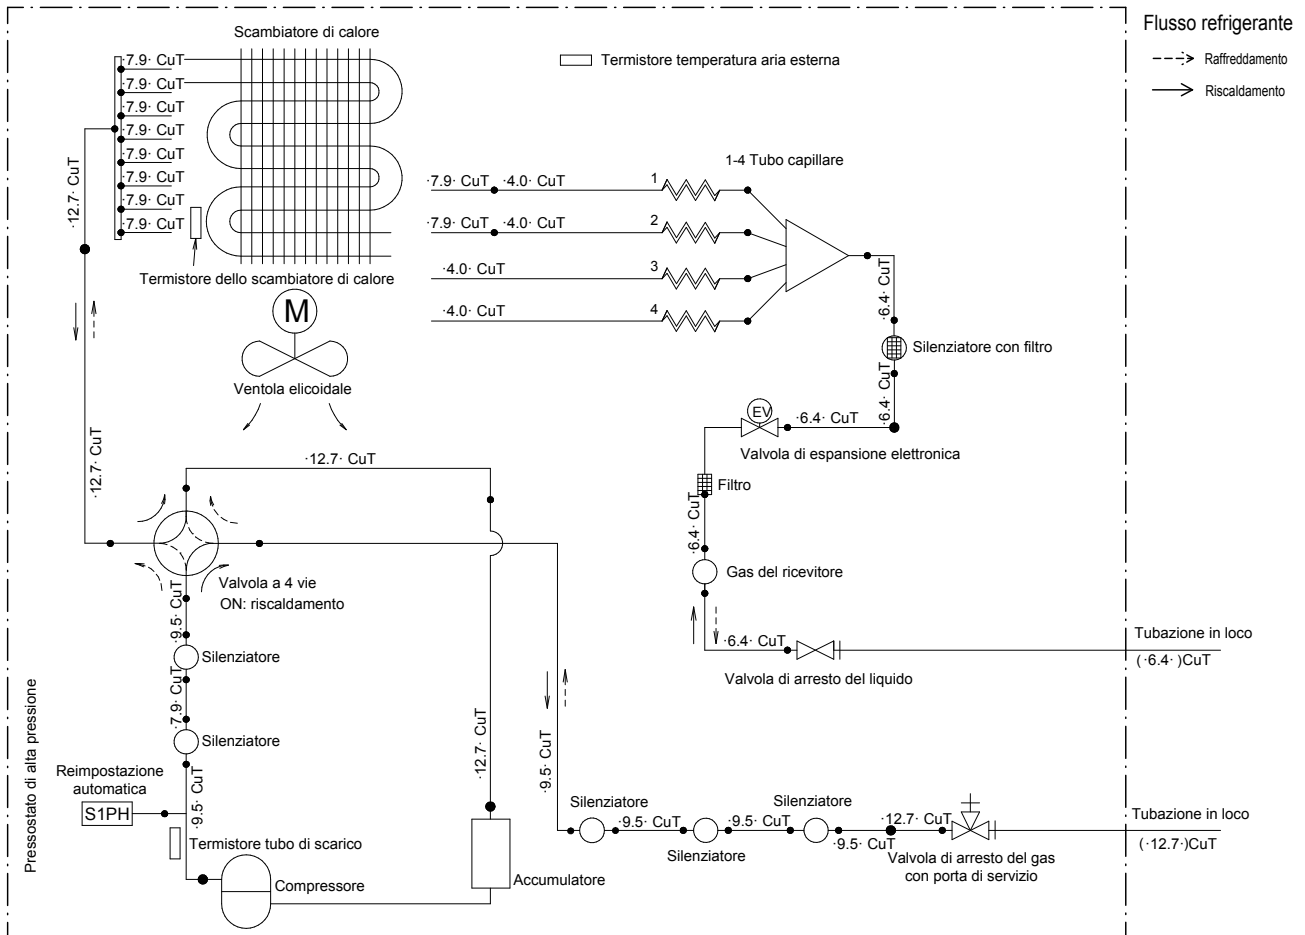 Flusso refrigerante
Raffreddamento
Riscaldamento
Scambiatore di calore
Termistore temperatura aria esterna
·7.9· CuT
·7.9· CuT
·7.9· CuT
·7.9· CuT
·7.9· CuT
·7.9· CuT
·7.9· CuT
·7.9· CuT
·12.7· CuT
Termistore dello scambiatore di calore
M
Ventola elicoidale
1-4 Tubo capillare
·7.9· CuT ·4.0· CuT 1
·7.9· CuT ·4.0· CuT 2
·4.0· CuT 3
·4.0· CuT 4
·6.4· CuT
Silenziatore con filtro
·6.4· CuT
EV
·6.4· CuT
Valvola di espansione elettronica
Filtro
·6.4· CuT
Gas del ricevitore
·6.4· CuT
Valvola di arresto del liquido
Tubazione in loco
(·6.4·)CuT
·12.7· CuT
·12.7· CuT
Valvola a 4 vie
ON: riscaldamento
·9.5· CuT
Silenziatore
·7.9· CuT
Silenziatore
·9.5· CuT
Pressostato di alta pressione
Reimpostazione
automatica
S1PH
Termistore tubo di scarico
Compressore
·12.7· CuT
Accumulatore
·9.5· CuT
Silenziatore
·9.5· CuT
Silenziatore
·9.5· CuT
Silenziatore
·9.5· CuT
·12.7· CuT
Valvola di arresto del gas
con porta di servizio
Tubazione in loco
(·12.7·)CuT